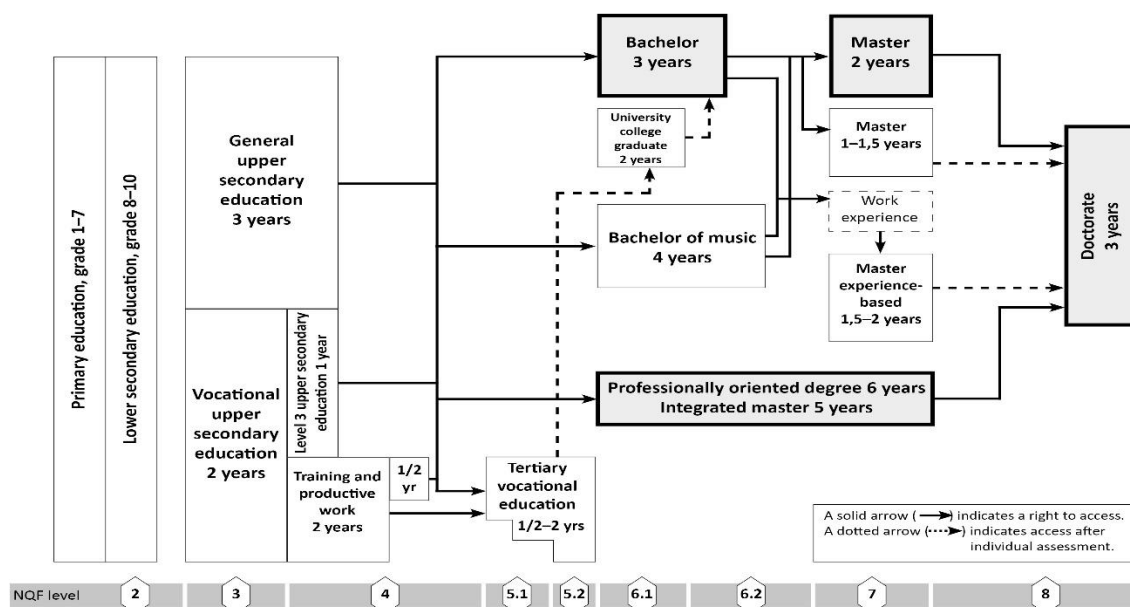 Primary education, grade 1–7
Lower secondary education, grade 8–10
General
upper
secondary
education
3 years
Vocational
upper
secondary
education
2 years
Level 3 upper secondary
education 1 year
Training and
productive
work
2 years
1/2
yr
Tertiary
vocational
education
1/2–2 yrs
Bachelor
3 years
University
college
graduate
2 years
Bachelor of music
4 years
Professionally oriented degree 6 years
Integrated master 5 years
Master
2 years
Master
1–1,5 years
Work
experience
Master
experience-
based
1,5–2 years
Doctorate
3 years
A solid arrow ( ) indicates a right to access.
A dotted arrow ( ) indicates access after
individual assessment.
NQF level
2
3
4
5.1
5.2
6.1
6.2
7
8